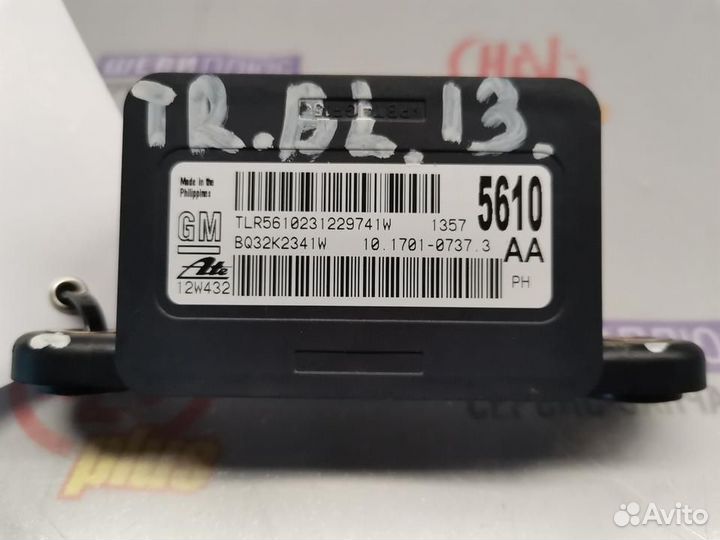 TR.BL.13.
Made in the
Philippines
GM
TLR5610231229741W 1357
5610
BQ32K2341W 10.1701-0737.3
AA
Ate
12W432
PH
plus
Avito